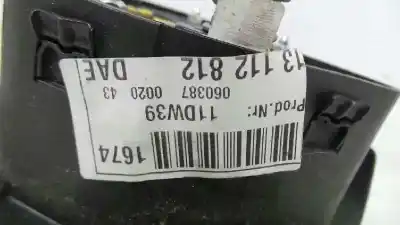 1674
Prod.Nr: 11DW39
060387 0020 43
13 112 812 DAE